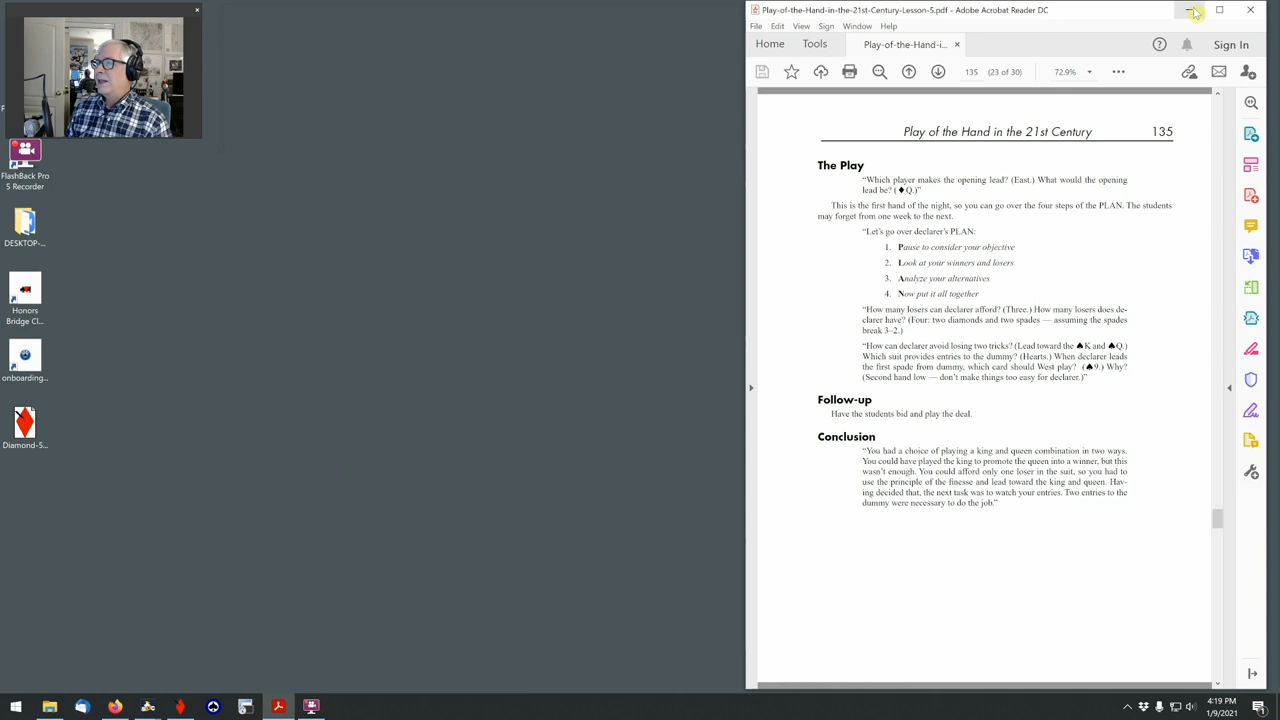 Play-of-the-Hand-in-the-21st-Century-Lesson-5.pdf - Adobe Acrobat Reader DC
File Edit View Sign Window Help
Home Tools Play-of-the-Hand-i... Sign In
135 (23 of 30) 72.9%
Play of the Hand in the 21st Century 135
The Play
“Which player makes the opening lead? (East.) What would the opening
lead be? (♦Q.)”
This is the first hand of the night, so you can go over the four steps of the PLAN. The students
may forget from one week to the next.
“Let’s go over declarer’s PLAN:
1. Pause to consider your objective
2. Look at your winners and losers
3. Analyze your alternatives
4. Now put it all together
“How many losers can declarer afford? (Three.) How many losers does de-
clarer have? (Four: two diamonds and two spades — assuming the spades
break 3–2.)
“How can declarer avoid losing two tricks? (Lead toward the ♠K and ♠Q.)
Which suit provides entries to the dummy? (Hearts.) When declarer leads
the first spade from dummy, which card should West play? (♠9.) Why?
(Second hand low — don’t make things too easy for declarer.)”
Follow-up
Have the students bid and play the deal.
Conclusion
“You had a choice of playing a king and queen combination in two ways.
You could have played the king to promote the queen into a winner, but this
wasn’t enough. You could afford only one loser in the suit, so you had to
use the principle of the finesse and lead toward the king and queen. Hav-
ing decided that, the next task was to watch your entries. Two entries to the
dummy were necessary to do the job.”
FlashBack Pro
5 Recorder
DESKTOP-...
Honors
Bridge Cl...
onboarding...
Diamond-5...
4:19 PM
1/9/2021